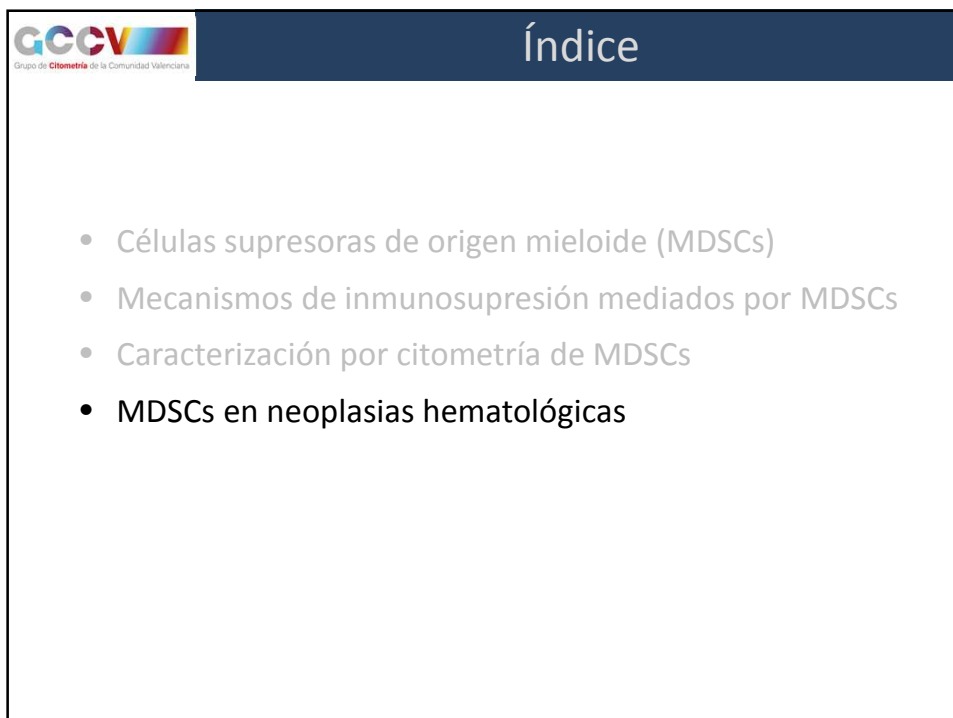 GCCV
Grupo de Citometría de la Comunidad Valenciana
Índice
• Células supresoras de origen mieloide (MDSCs)
• Mecanismos de inmunosupresión mediados por MDSCs
• Caracterización por citometría de MDSCs
• MDSCs en neoplasias hematológicas